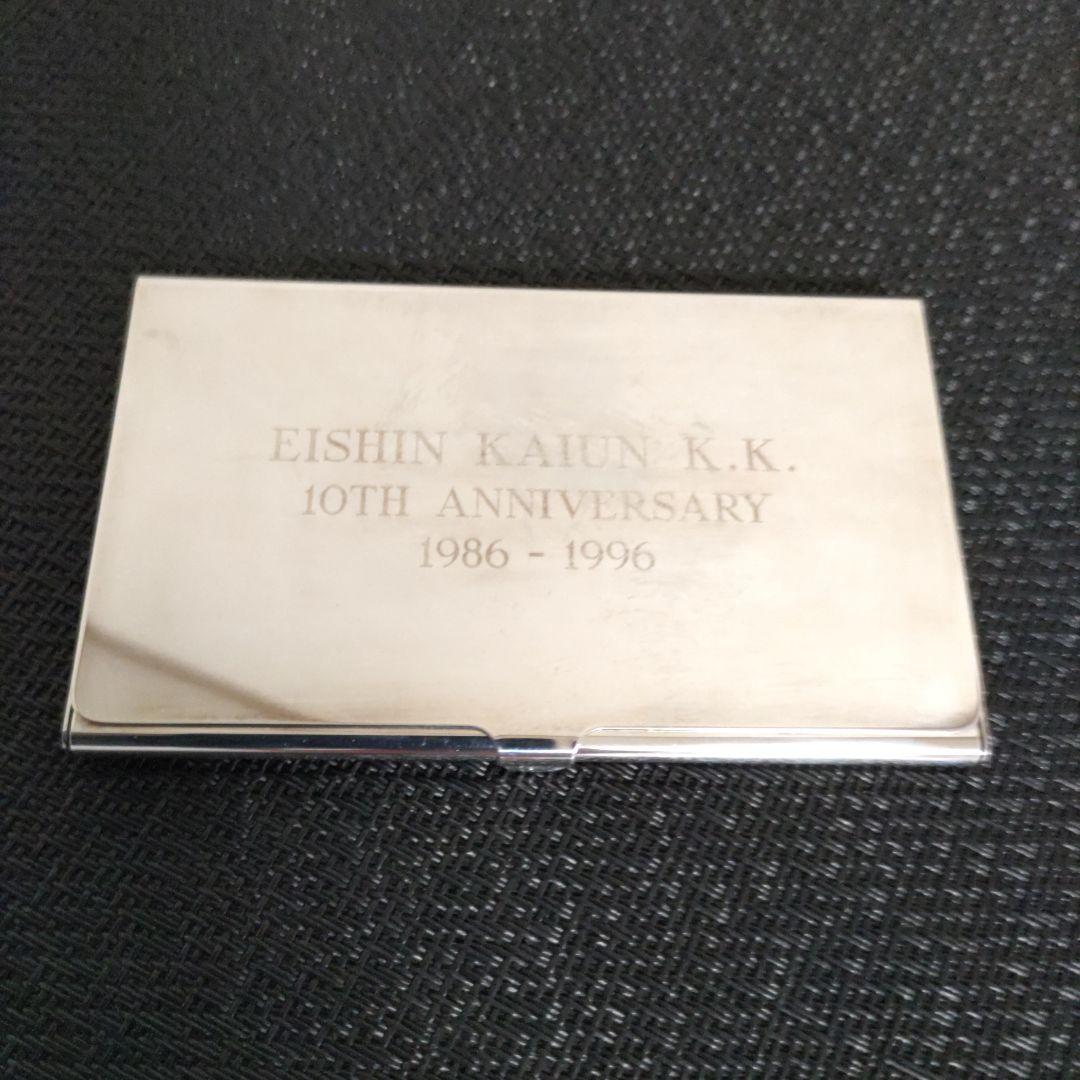 EISHIN KAIUN K.K.
10TH ANNIVERSARY
1986 - 1996